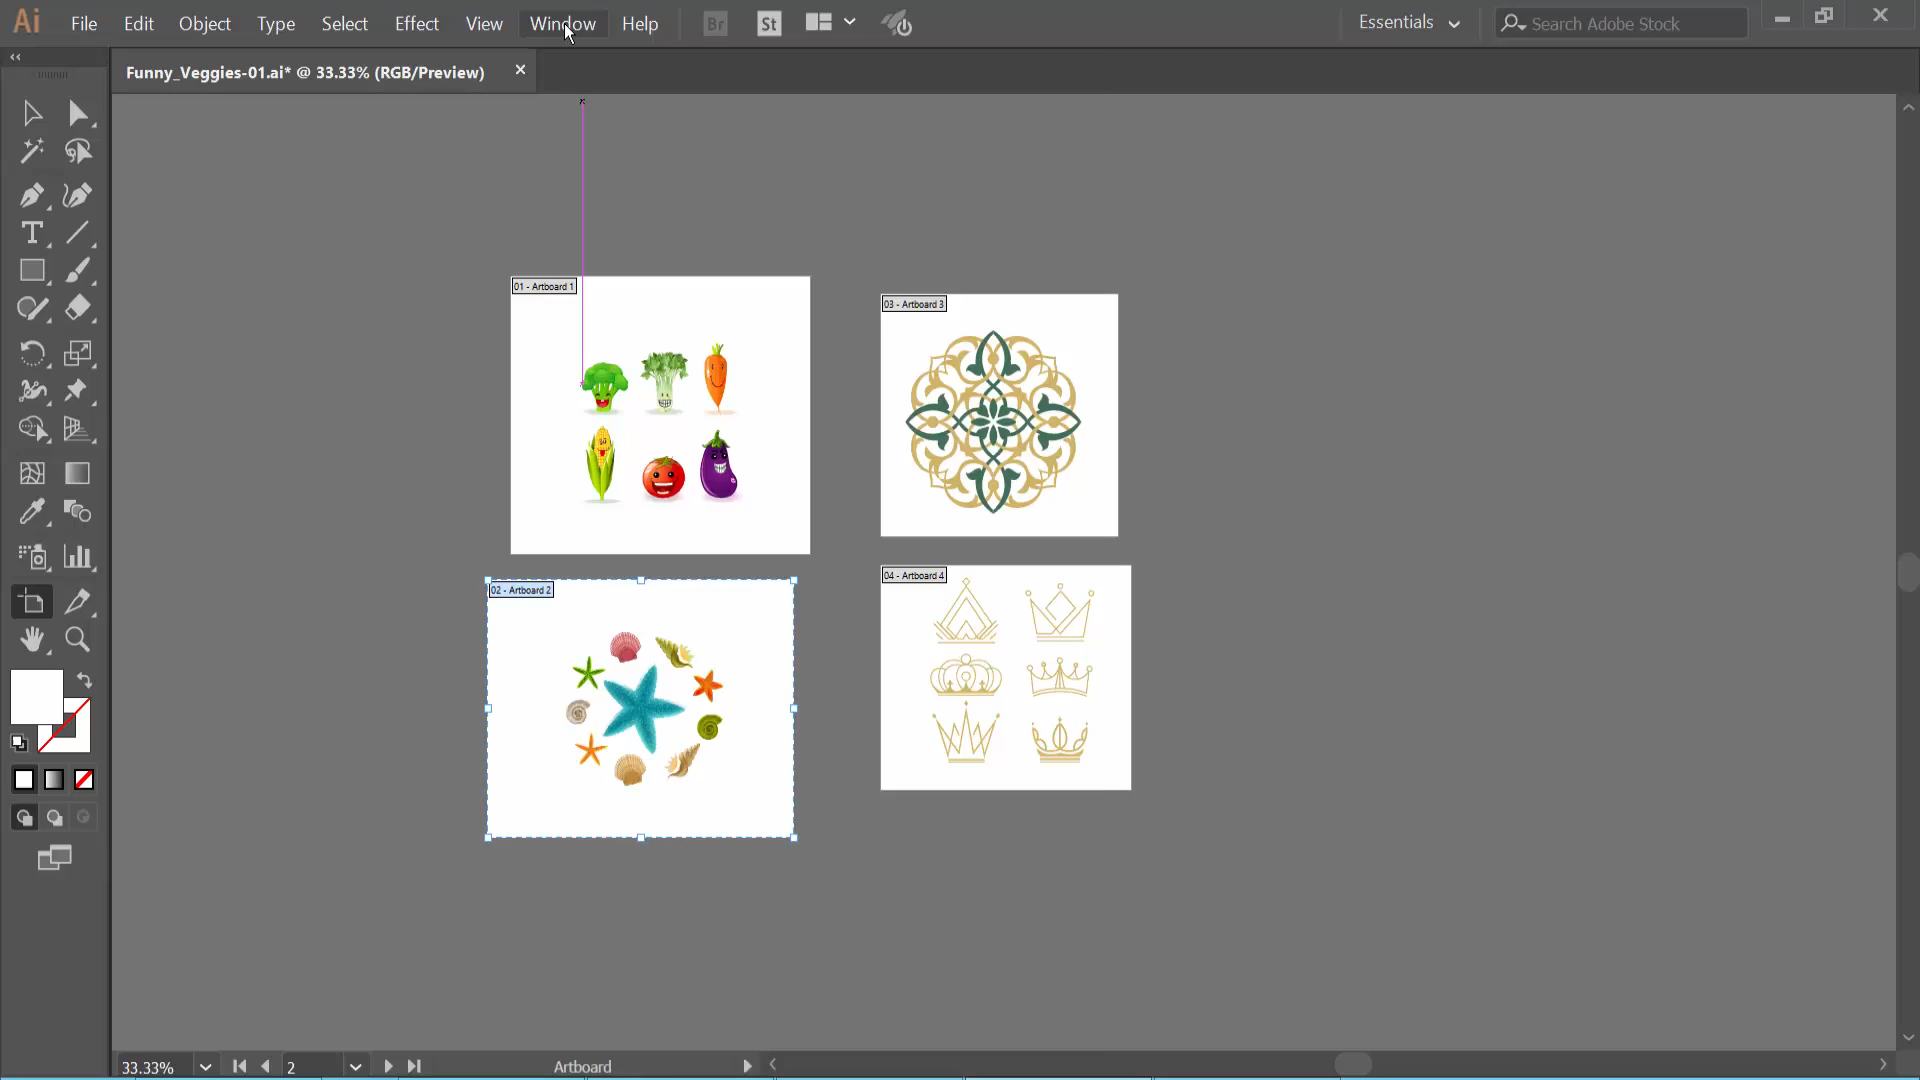 Ai File Edit Object Type Select Effect View Window Help Br St Essentials Search Adobe Stock
Funny_Veggies-01.ai* @ 33.33% (RGB/Preview)
01 - Artboard 1
03 - Artboard 3
02 - Artboard 2
04 - Artboard 4
33.33% 2 Artboard